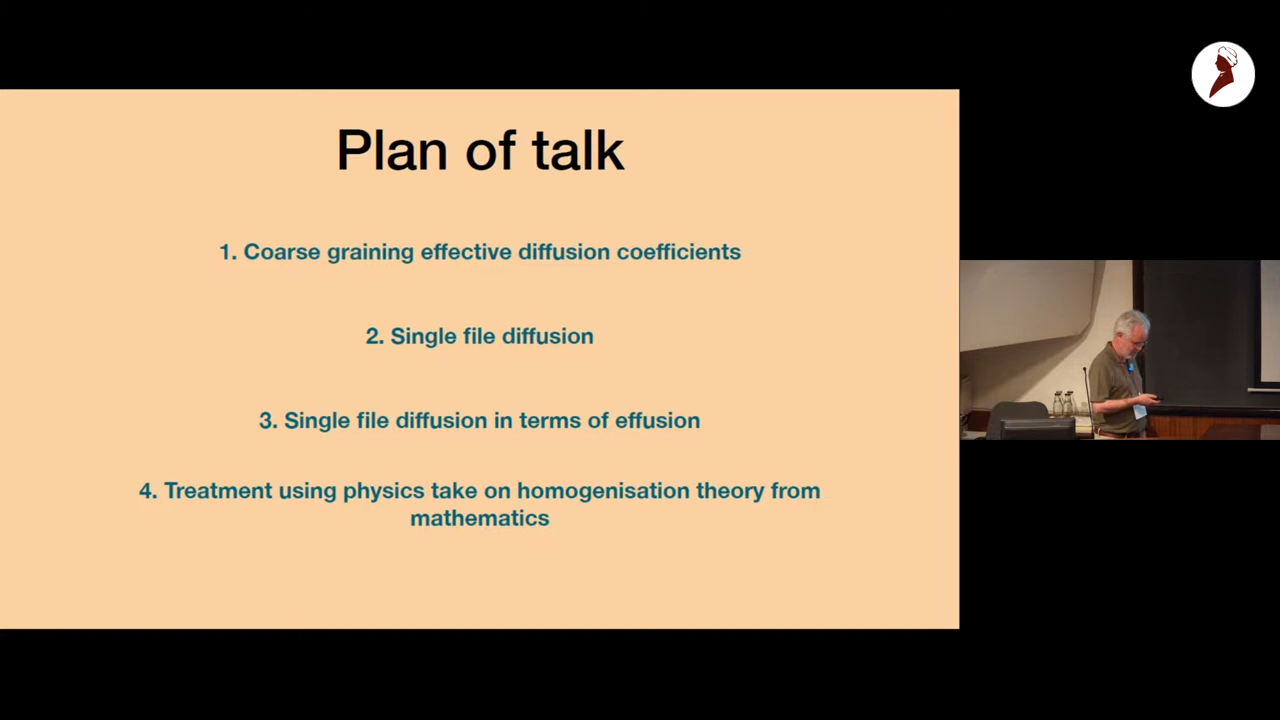 Plan of talk
1. Coarse graining effective diffusion coefficients
2. Single file diffusion
3. Single file diffusion in terms of effusion
4. Treatment using physics take on homogenisation theory from
mathematics